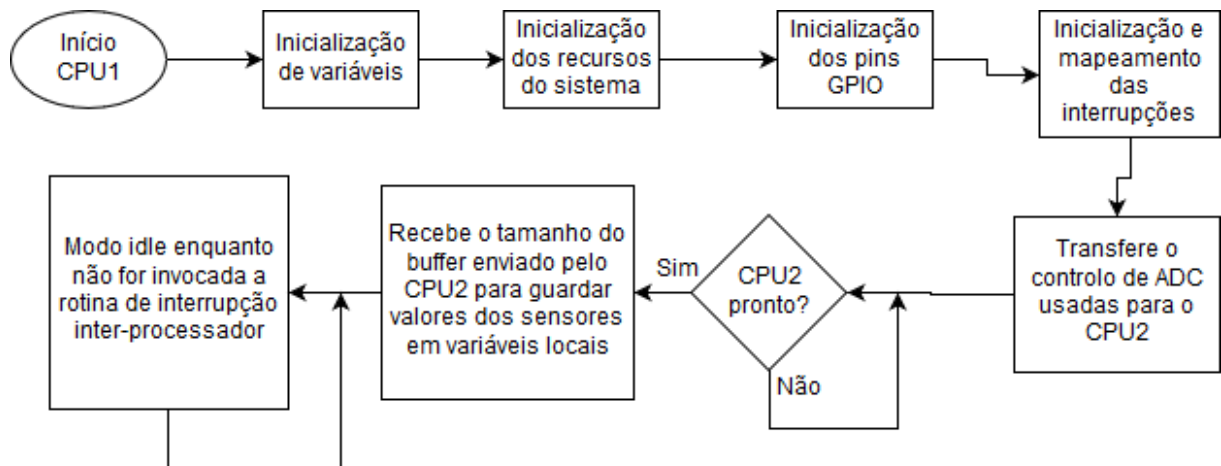 Início
CPU1
Inicialização
de variáveis
Inicialização
dos recursos
do sistema
Inicialização
dos pins
GPIO
Inicialização e
mapeamento
das
interrupções
Transfere o
controlo de ADC
usadas para o
CPU2
CPU2
pronto?
Sim
Não
Recebe o tamanho do
buffer enviado pelo
CPU2 para guardar
valores dos sensores
em variáveis locais
Modo idle enquanto
não for invocada a
rotina de interrupção
inter-processador